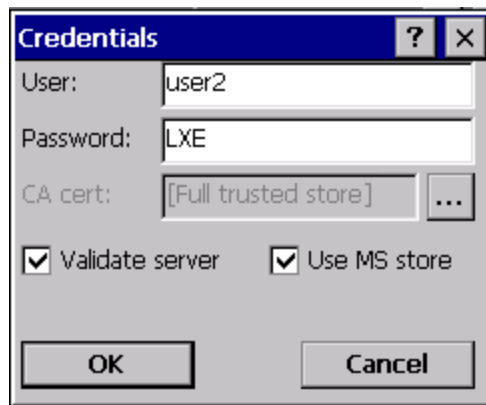 Credentials ? ×
User: user2
Password: LXE
CA cert: [Full trusted store] ...
Validate server Use MS store
OK Cancel